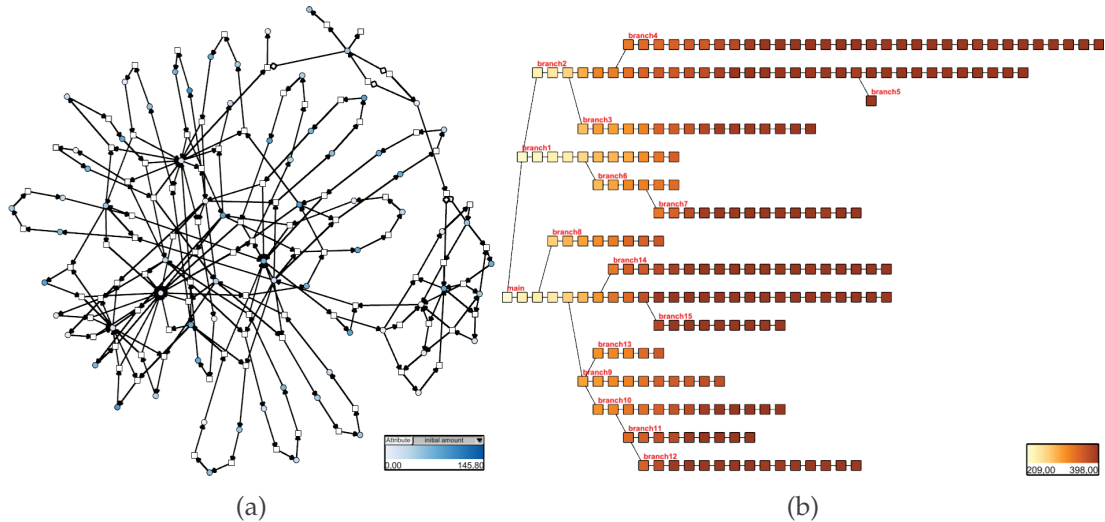 branch4
branch2
branch5
branch3
branch1
branch6
branch7
branch8
branch14
main
branch15
branch13
branch9
branch10
branch11
branch12
Attribute initial amount
0.00 145.80
209,00 398,00
(a) (b)